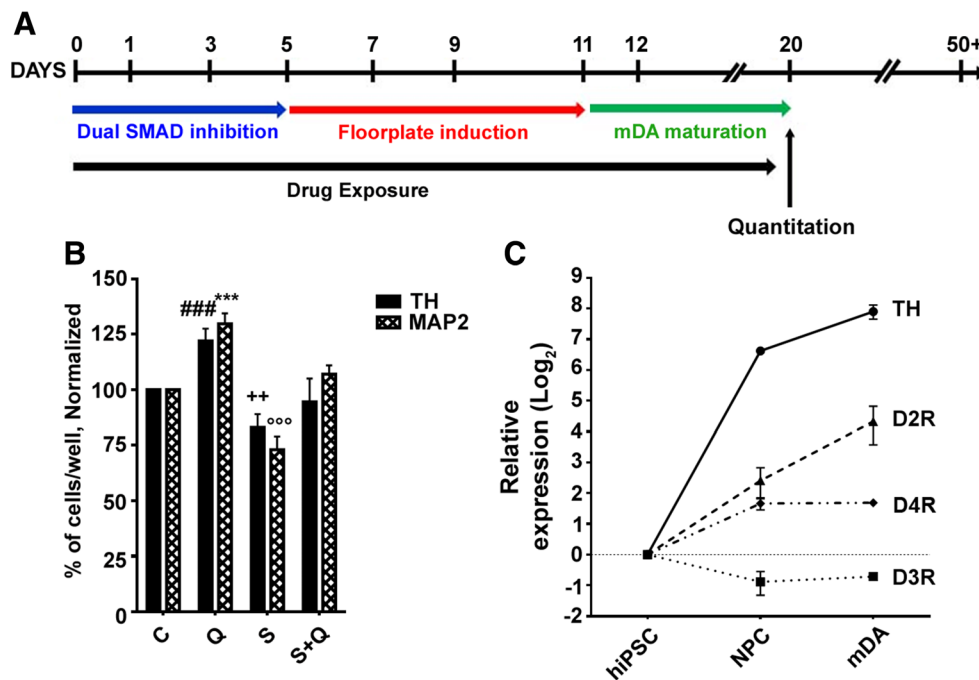 A
0 1 3 5 7 9 11 12 20 50+
DAYS
Dual SMAD inhibition Floorplate induction mDA maturation
Drug Exposure
Quantitation
B
% of cells/well, Normalized
150
125
100
75
50
25
0
###
***
++
°°°
TH
MAP2
C Q S S+Q
C
Relative
expression (Log2)
9
8
7
6
5
4
3
2
1
0
-1
-2
TH
D2R
D4R
D3R
hiPSC NPC mDA